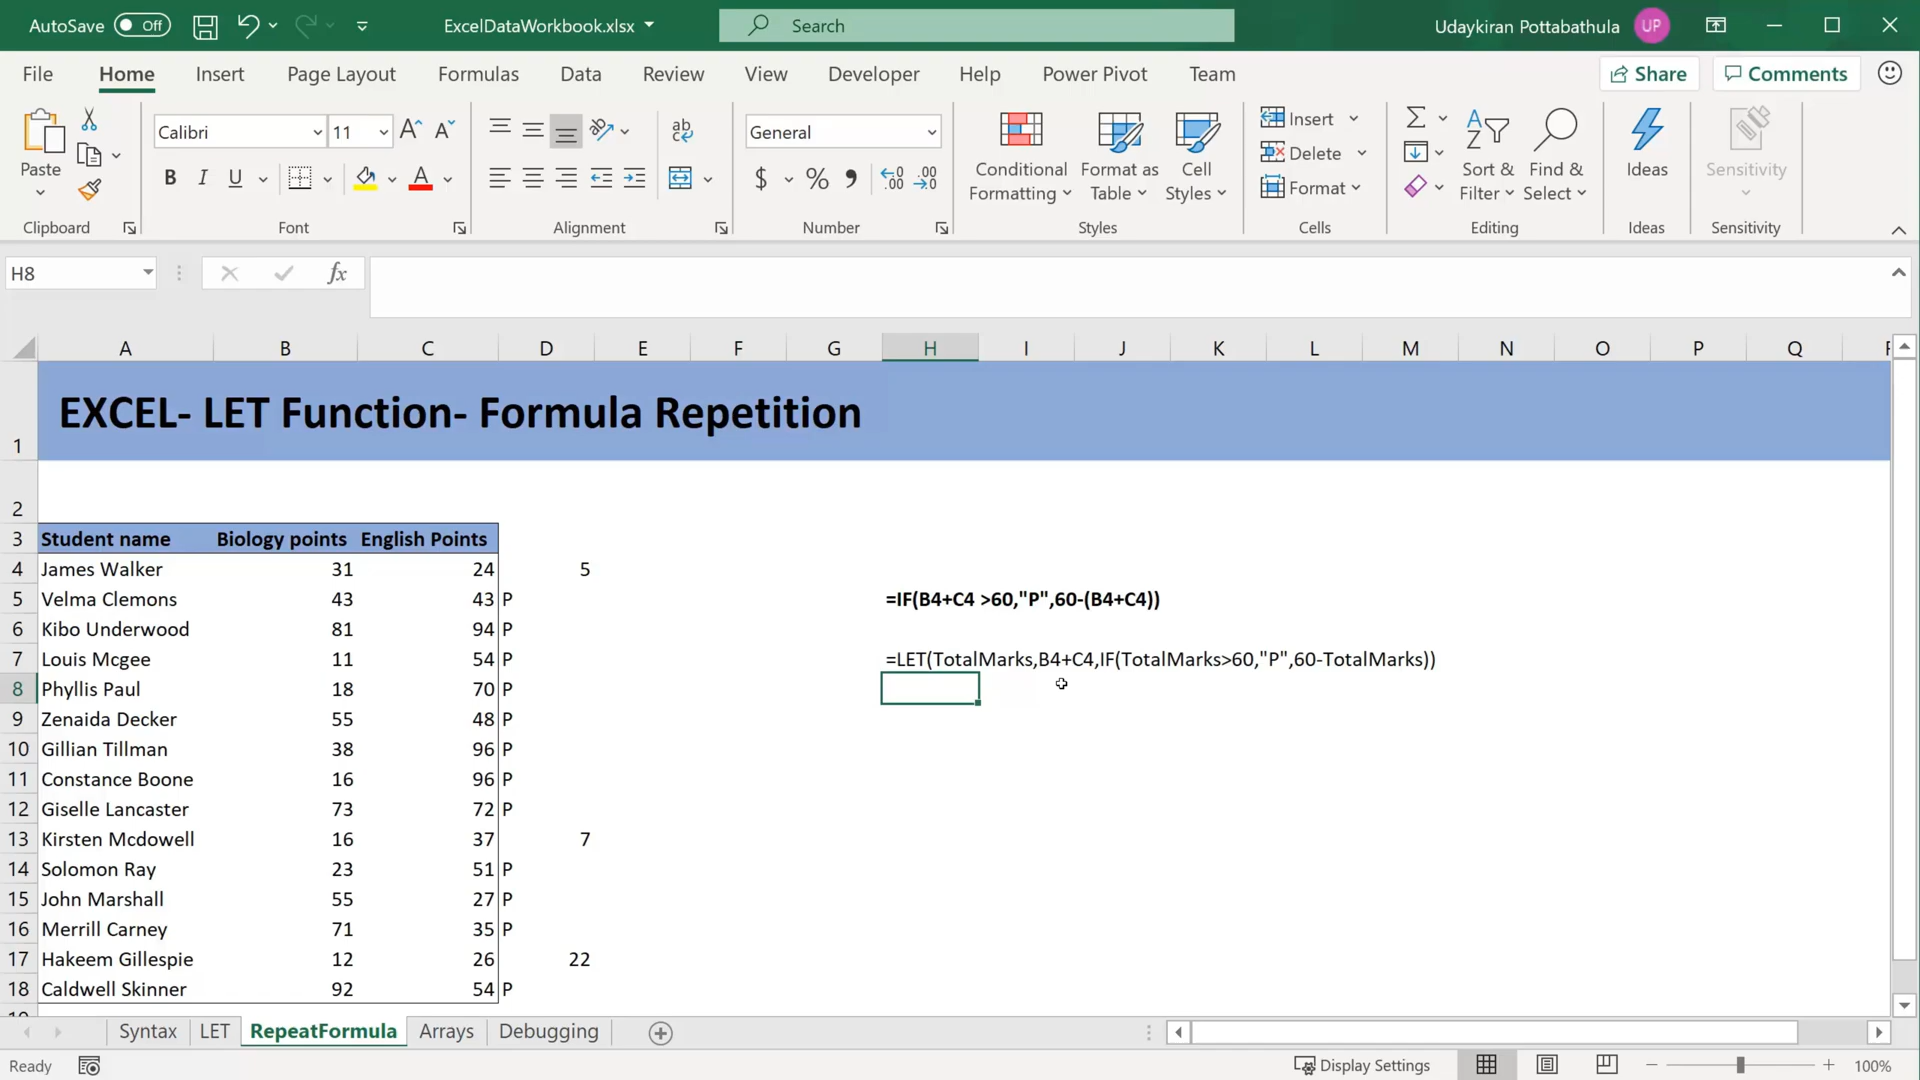 AutoSave Off ExcelDataWorkbook.xlsx Search Udaykiran Pottabathula UP
File Home Insert Page Layout Formulas Data Review View Developer Help Power Pivot Team Share Comments
Paste Calibri 11 A A ab c General Conditional Formatting Format as Table Cell Styles Insert Delete Format Sort & Filter Find & Select Ideas Sensitivity
B I U A $ % 9 .00 .00
Clipboard Font Alignment Number Styles Cells Editing Ideas Sensitivity
H8 fx
A B C D E F G H I J K L M N O P Q
1 EXCEL- LET Function- Formula Repetition
2
3 Student name Biology points English Points
4 James Walker 31 24 5
5 Velma Clemons 43 43 P =IF(B4+C4 >60,"P",60-(B4+C4))
6 Kibo Underwood 81 94 P
7 Louis Mcgee 11 54 P =LET(TotalMarks,B4+C4,IF(TotalMarks>60,"P",60-TotalMarks))
8 Phyllis Paul 18 70 P
9 Zenaida Decker 55 48 P
10 Gillian Tillman 38 96 P
11 Constance Boone 16 96 P
12 Giselle Lancaster 73 72 P
13 Kirsten Mcdowell 16 37 7
14 Solomon Ray 23 51 P
15 John Marshall 55 27 P
16 Merrill Carney 71 35 P
17 Hakeem Gillespie 12 26 22
18 Caldwell Skinner 92 54 P
Syntax LET RepeatFormula Arrays Debugging
Ready Display Settings 100%